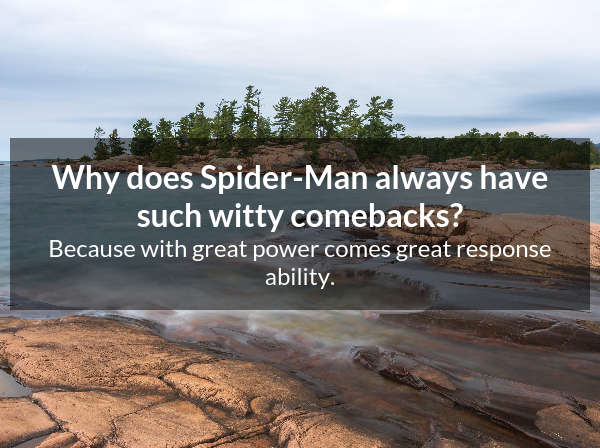 Why does Spider-Man always have
such witty comebacks?
Because with great power comes great response
ability.